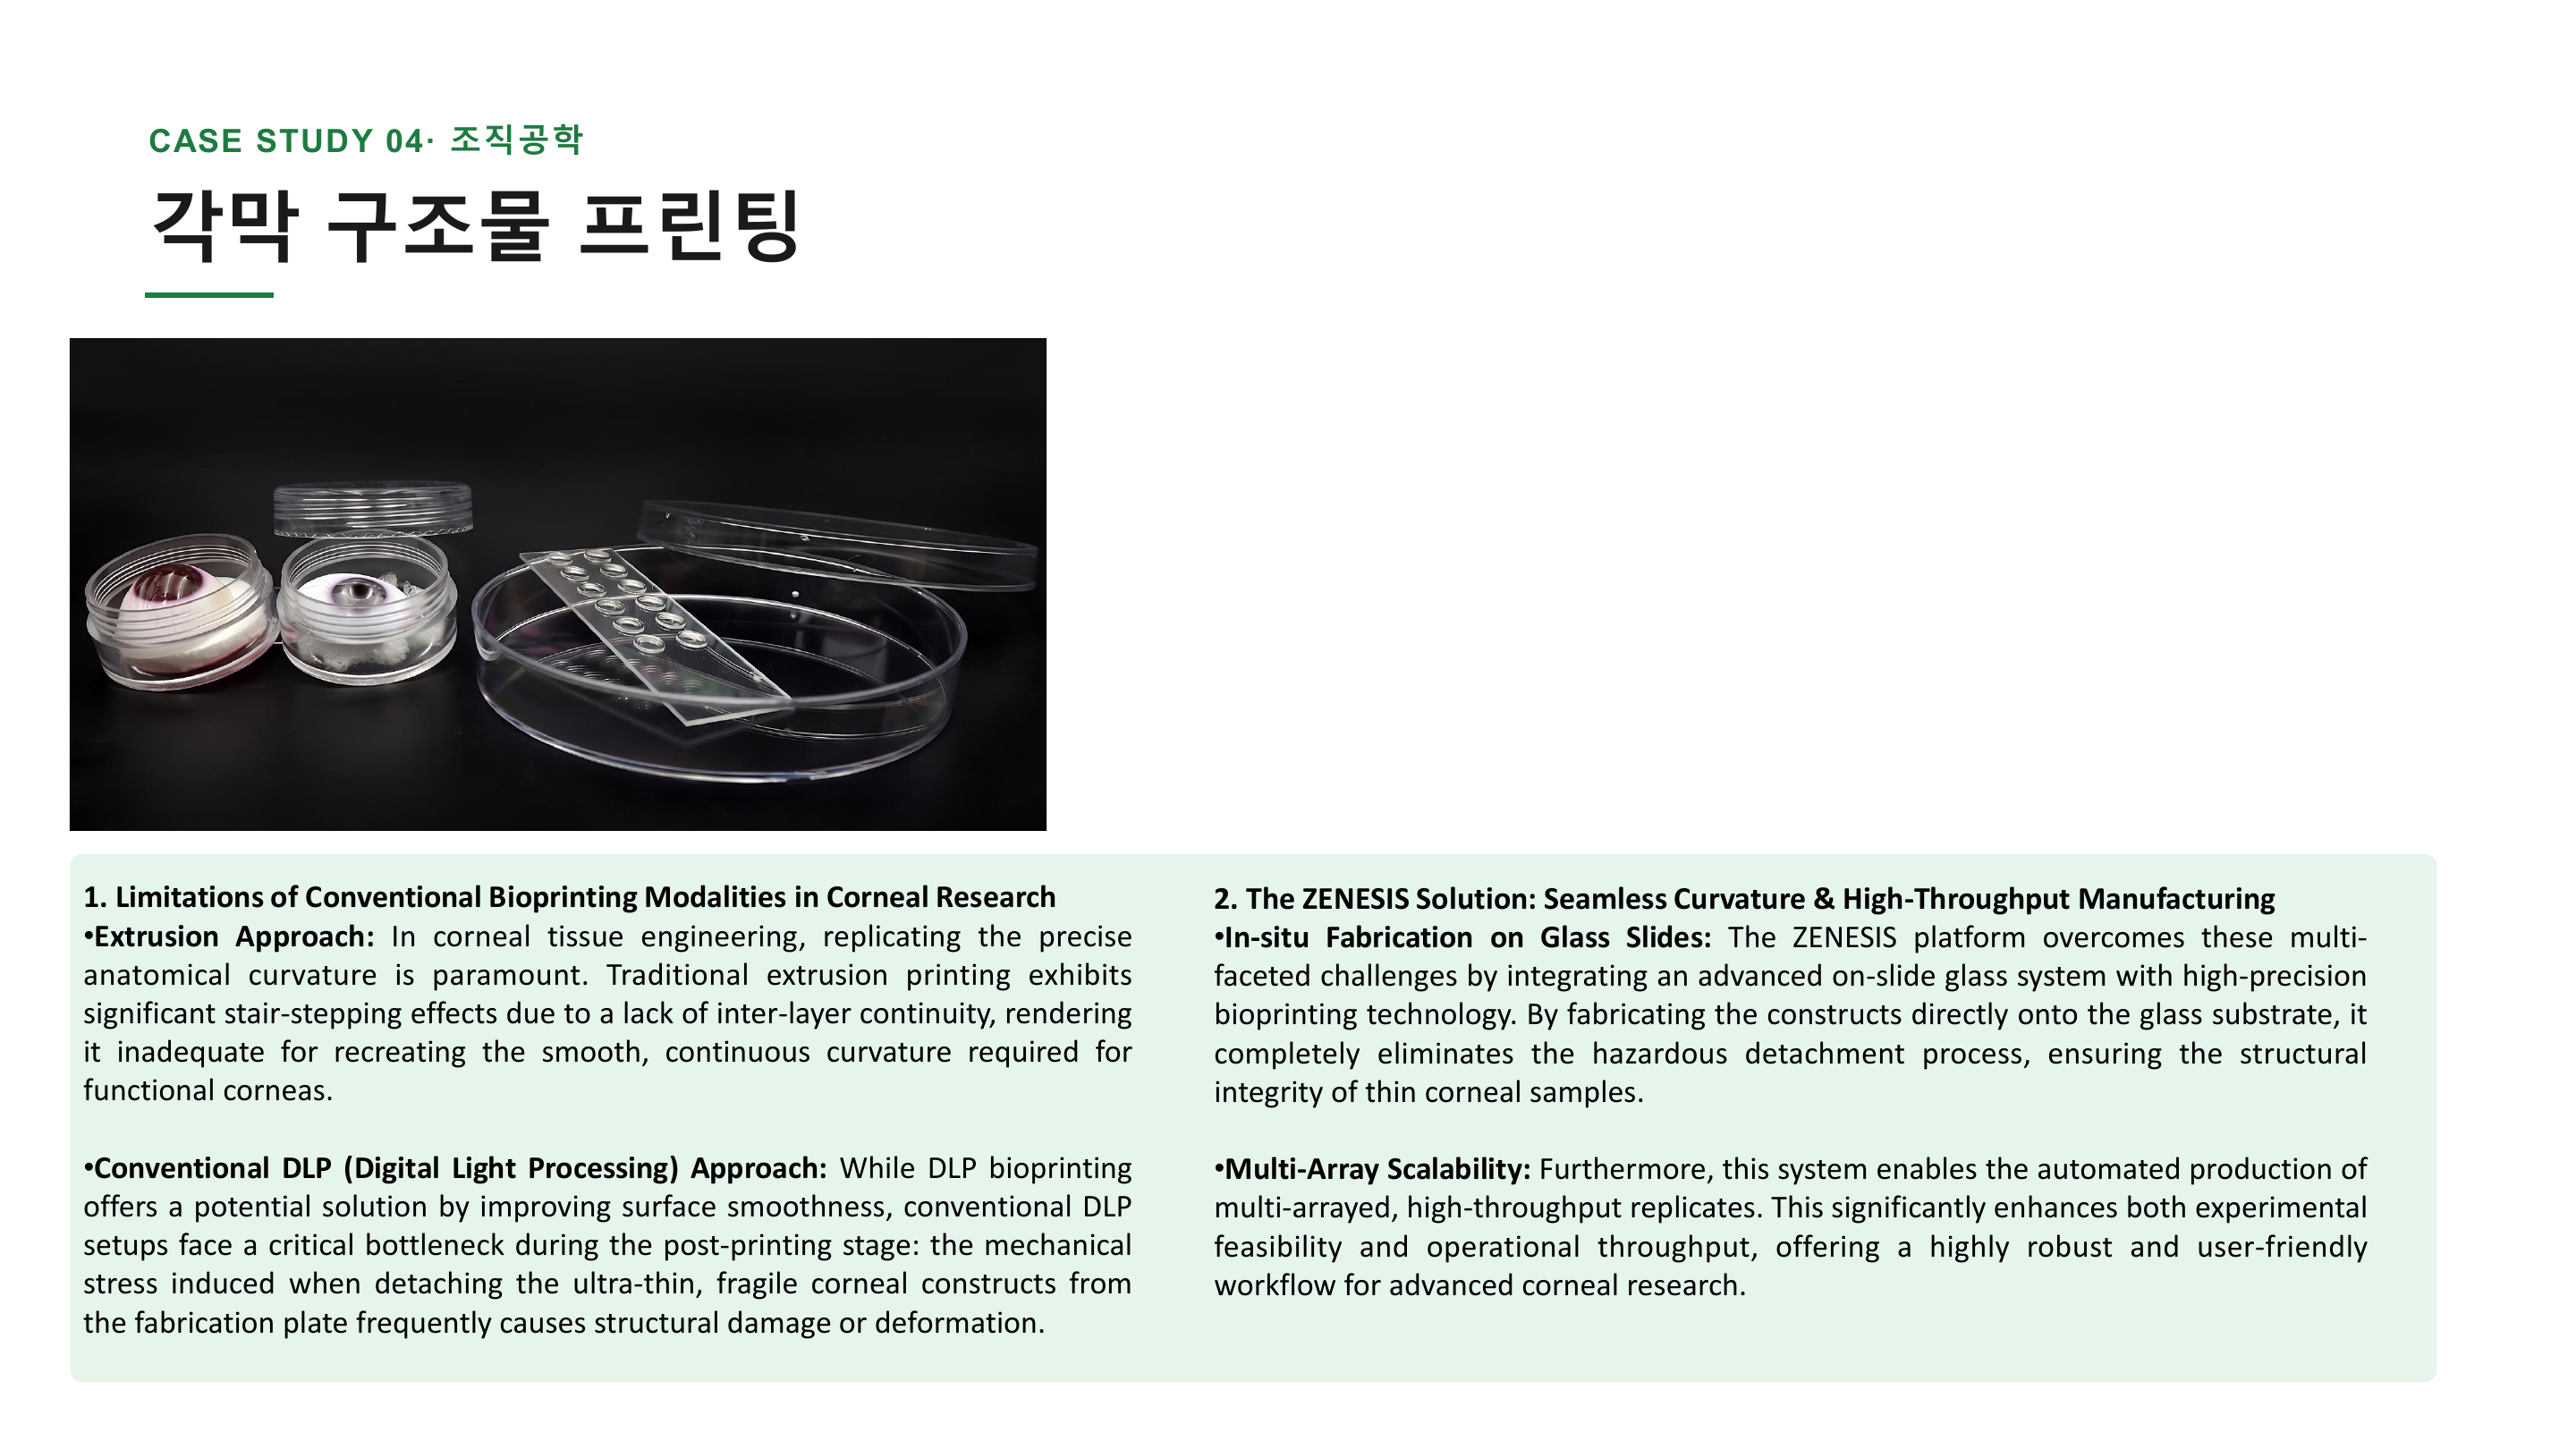 CASE STUDY 04· 조직공학
각막 구조물 프린팅
1. Limitations of Conventional Bioprinting Modalities in Corneal Research
•Extrusion Approach: In corneal tissue engineering, replicating the precise
anatomical curvature is paramount. Traditional extrusion printing exhibits
significant stair-stepping effects due to a lack of inter-layer continuity, rendering
it inadequate for recreating the smooth, continuous curvature required for
functional corneas.
•Conventional DLP (Digital Light Processing) Approach: While DLP bioprinting
offers a potential solution by improving surface smoothness, conventional DLP
setups face a critical bottleneck during the post-printing stage: the mechanical
stress induced when detaching the ultra-thin, fragile corneal constructs from
the fabrication plate frequently causes structural damage or deformation.
2. The ZENESIS Solution: Seamless Curvature & High-Throughput Manufacturing
•In-situ Fabrication on Glass Slides: The ZENESIS platform overcomes these multi-
faceted challenges by integrating an advanced on-slide glass system with high-precision
bioprinting technology. By fabricating the constructs directly onto the glass substrate, it
completely eliminates the hazardous detachment process, ensuring the structural
integrity of thin corneal samples.
•Multi-Array Scalability: Furthermore, this system enables the automated production of
multi-arrayed, high-throughput replicates. This significantly enhances both experimental
feasibility and operational throughput, offering a highly robust and user-friendly
workflow for advanced corneal research.